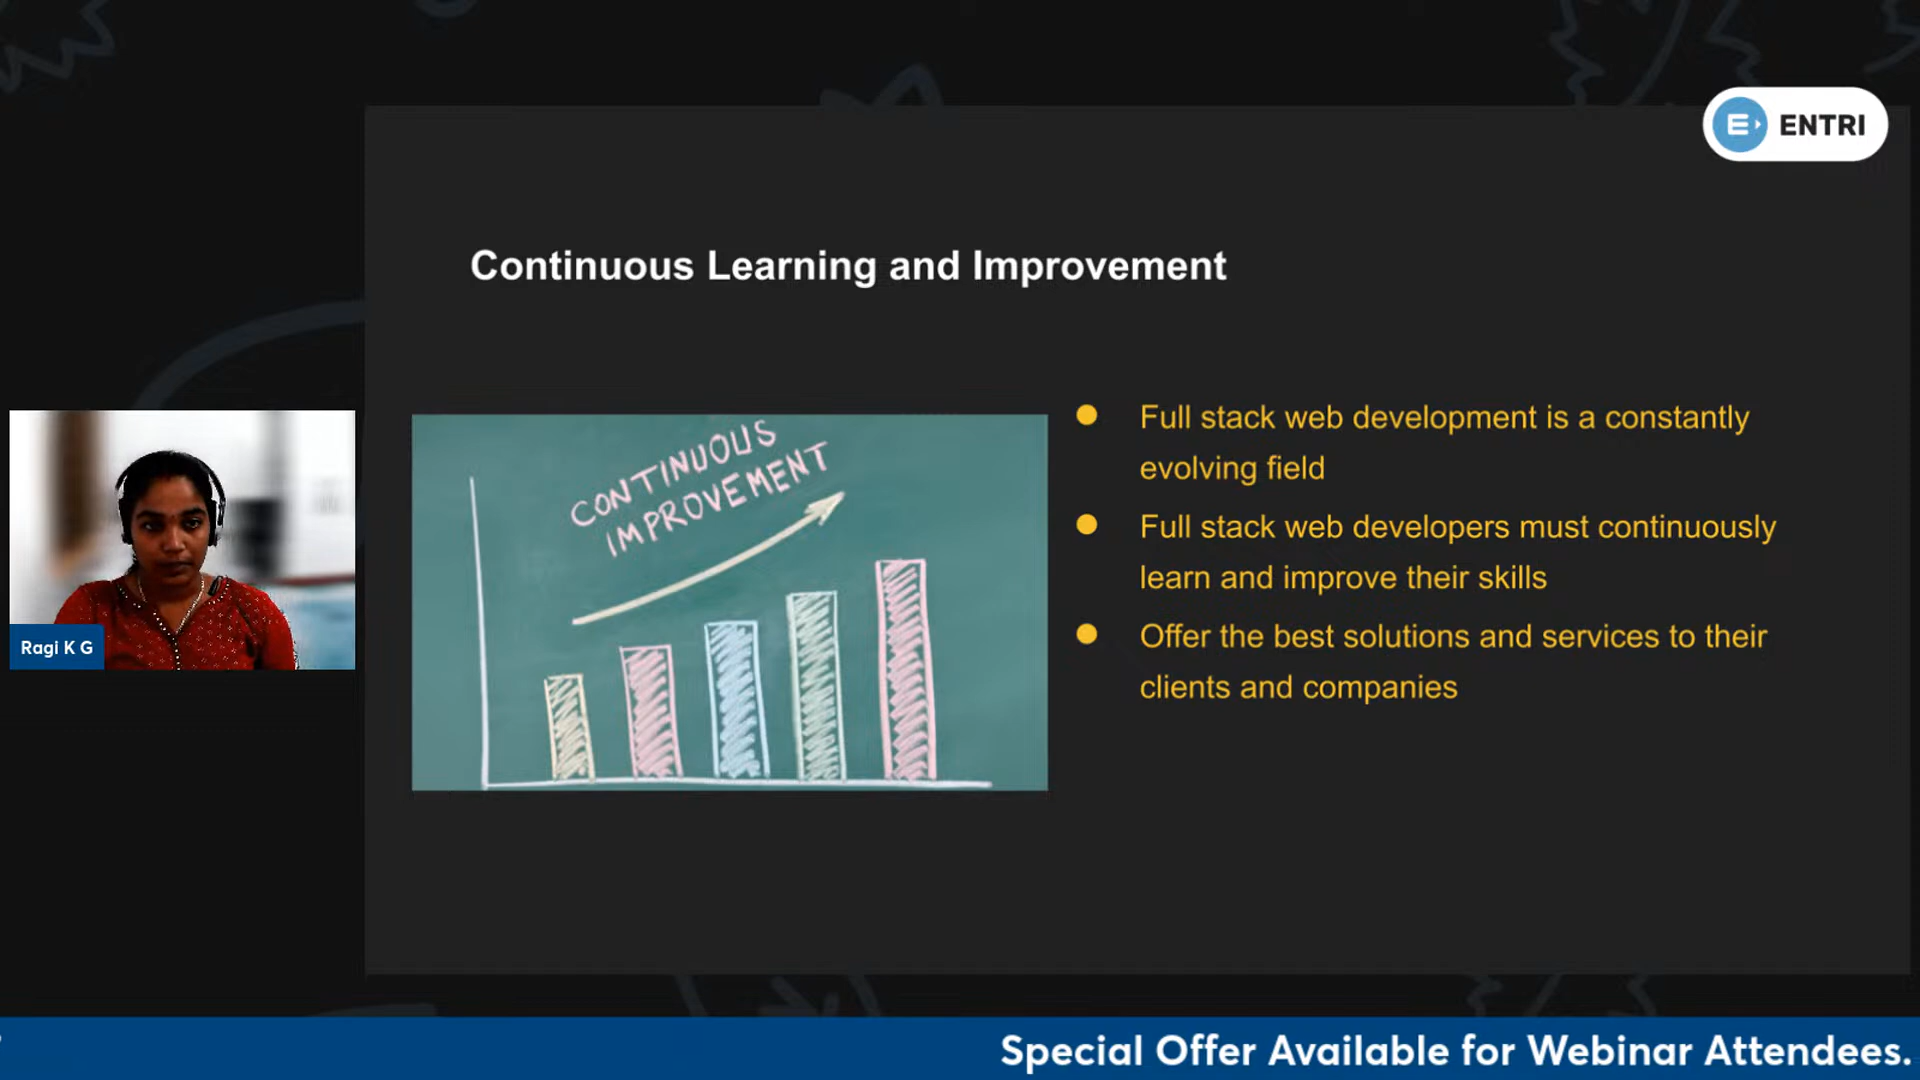 ENTRI
Continuous Learning and Improvement
CONTINUOUS
IMPROVEMENT
Full stack web development is a constantly
evolving field
Full stack web developers must continuously
learn and improve their skills
Offer the best solutions and services to their
clients and companies
Ragi K G
Special Offer Available for Webinar Attendees.